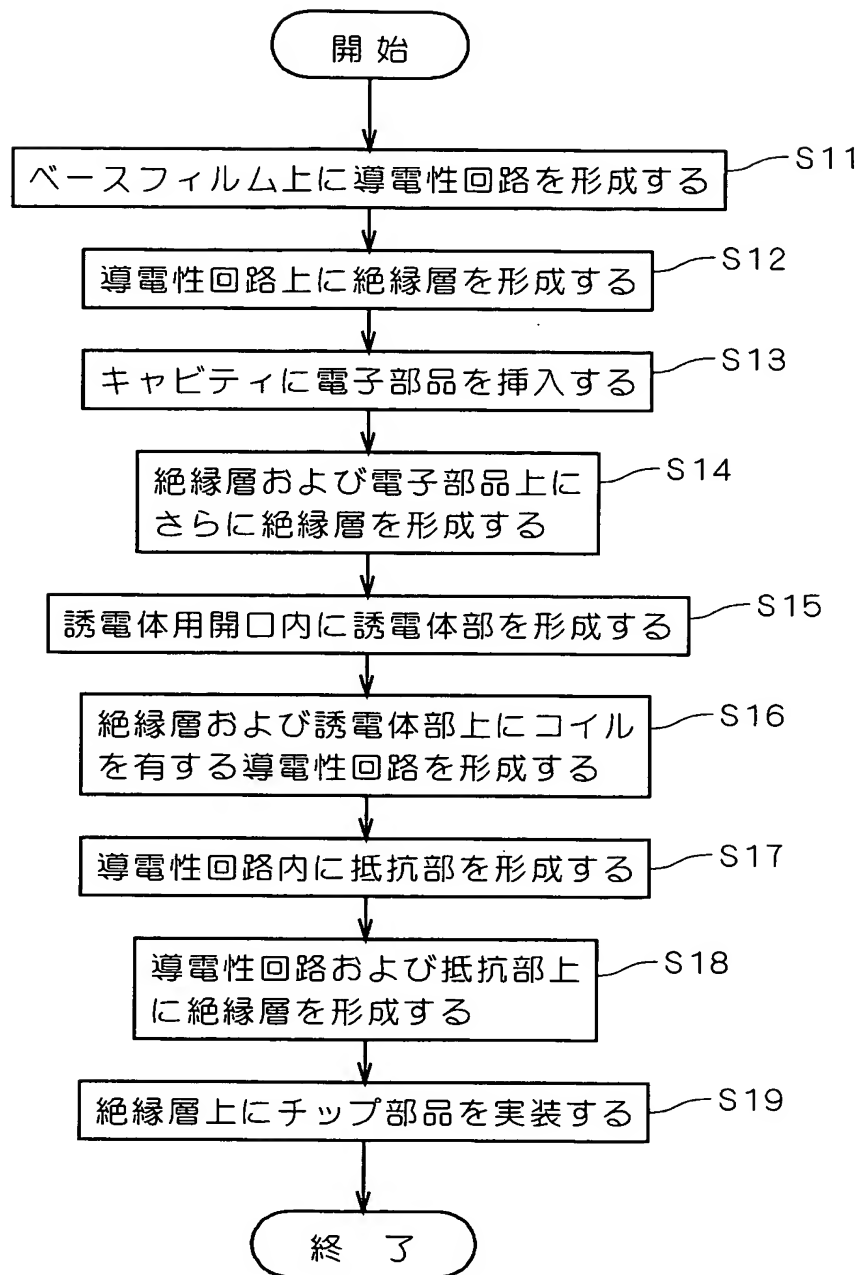 開始
ベースフィルム上に導電性回路を形成する
S11
導電性回路上に絶縁層を形成する
S12
キャビティに電子部品を挿入する
S13
絶縁層および電子部品上に
さらに絶縁層を形成する
S14
誘電体用開口内に誘電体部を形成する
S15
絶縁層および誘電体部上にコイル
を有する導電性回路を形成する
S16
導電性回路内に抵抗部を形成する
S17
導電性回路および抵抗部上
に絶縁層を形成する
S18
絶縁層上にチップ部品を実装する
S19
終了